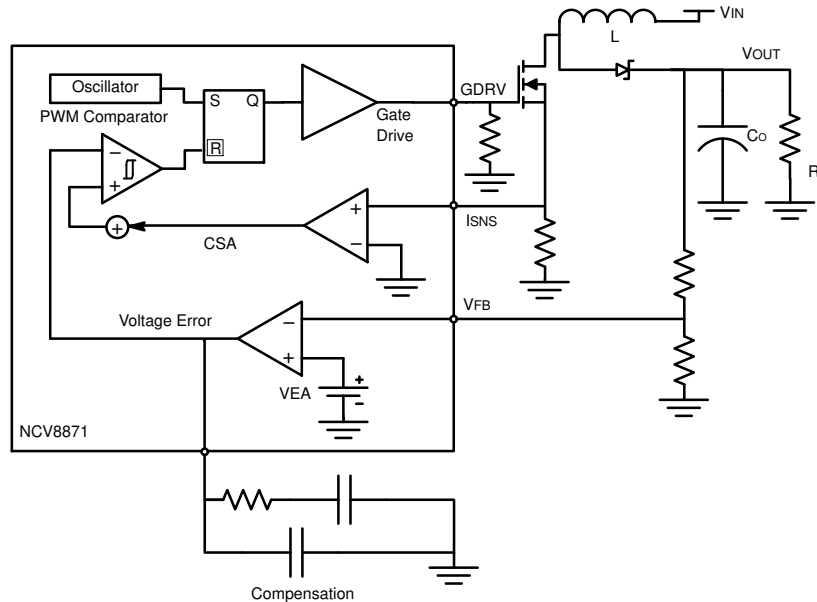 VIN
L
VOUT
Oscillator
S Q
GDRV
PWM Comparator
Gate
Drive
R
CO
R
−
+
+
+
ISNS
CSA
−
VFB
Voltage Error
−
+
VEA
+
−
NCV8871
Compensation